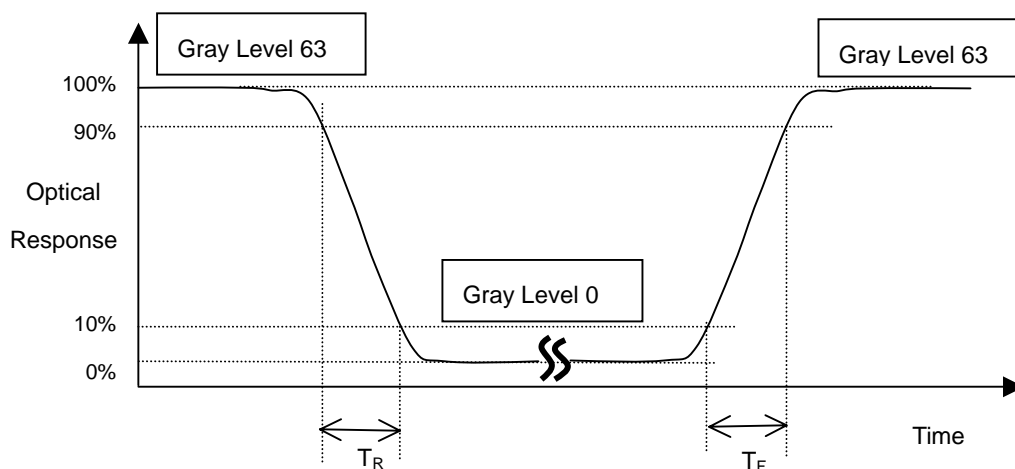 Gray Level 63
Gray Level 63
100%
90%
Optical
Response
Gray Level 0
10%
0%
Time
TR
TF